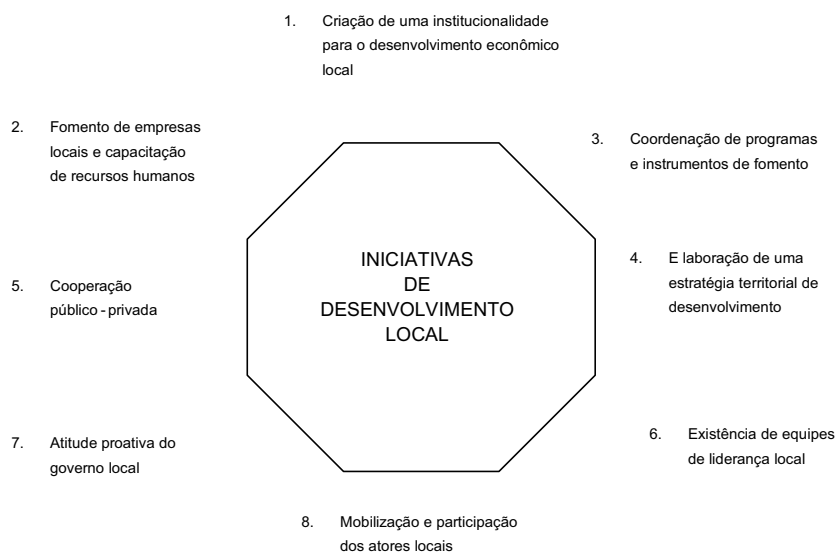 1. Criação de uma institucionalidade
para o desenvolvimento econômico
local
2. Fomento de empresas
locais e capacitação
de recursos humanos
3. Coordenação de programas
e instrumentos de fomento
INICIATIVAS
DE
DESENVOLVIMENTO
LOCAL
4. E laboração de uma
estratégia territorial de
desenvolvimento
5. Cooperação
público - privada
6. Existência de equipes
de liderança local
7. Atitude proativa do
governo local
8. Mobilização e participação
dos atores locais